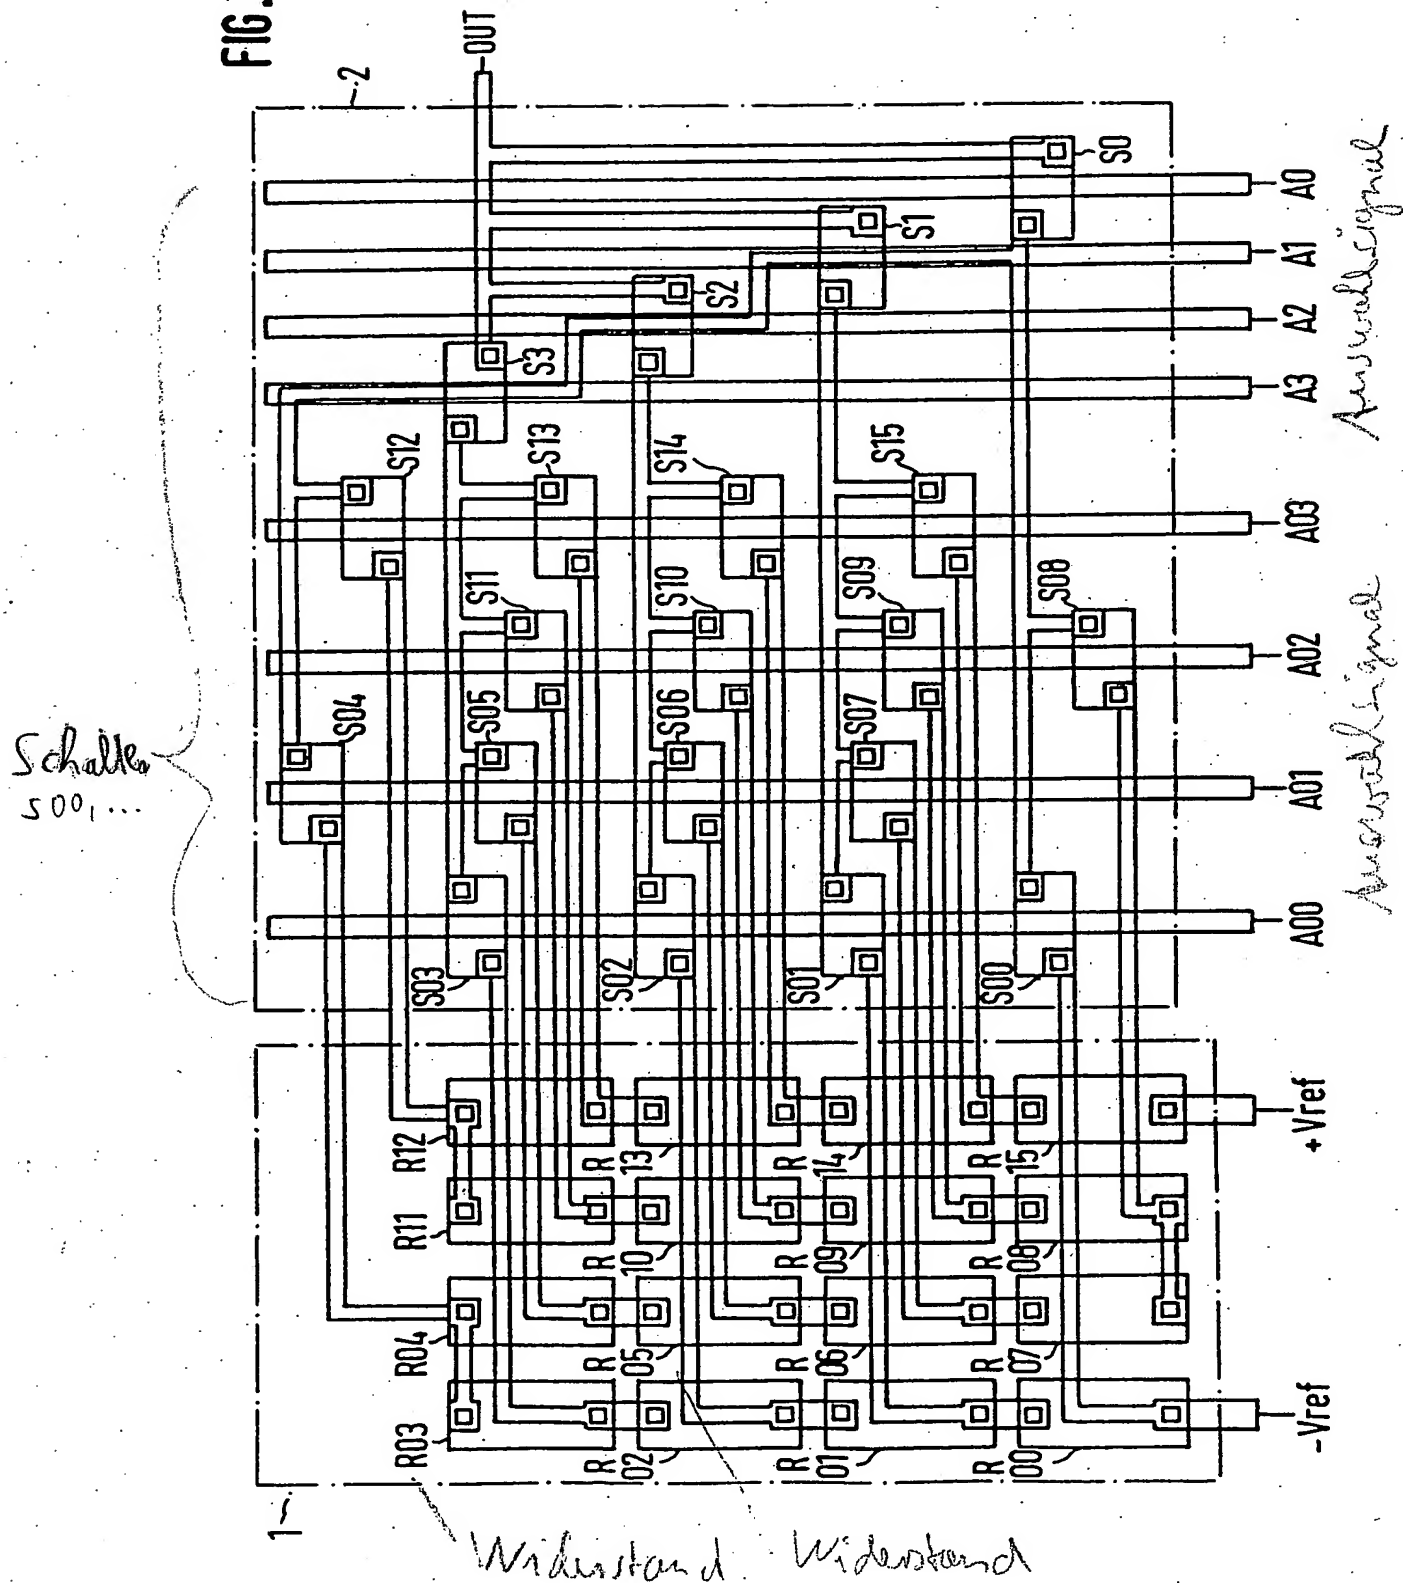 FIG.
2
OUT
S0
S1
S2
S3
S12
S13
S14
S15
S11
S10
S09
S08
S04
S05
S06
S07
S03
S02
S01
S00
A0
A1
A2
A3
A03
A02
A01
A00
Auswahlsignal
Auswahlsignal
Schalter
S00, ...
R12
R 13
R 14
R 15
R11
R 10
R 09
R 08
R04
R 05
R 06
R 07
R03
R 02
R 01
R 00
+Vref
-Vref
1
Widerstand
Widerstand